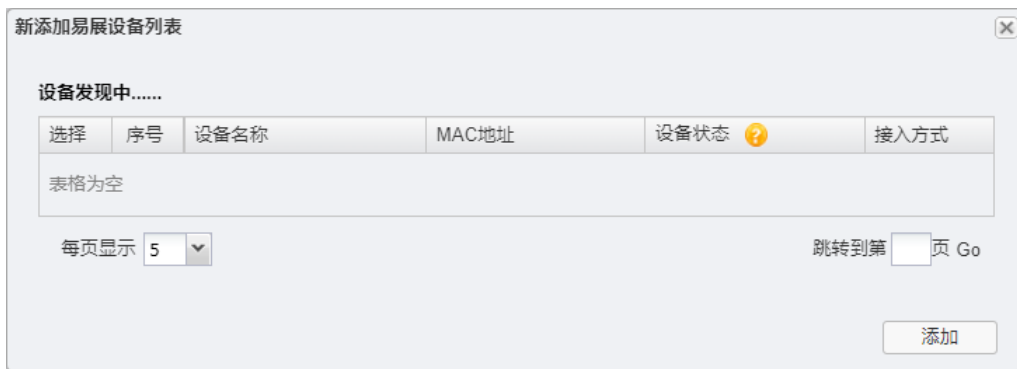 新添加易展设备列表
设备发现中......
选择 序号 设备名称 MAC地址 设备状态 ? 接入方式
表格为空
每页显示 5 跳转到第 页 Go
添加